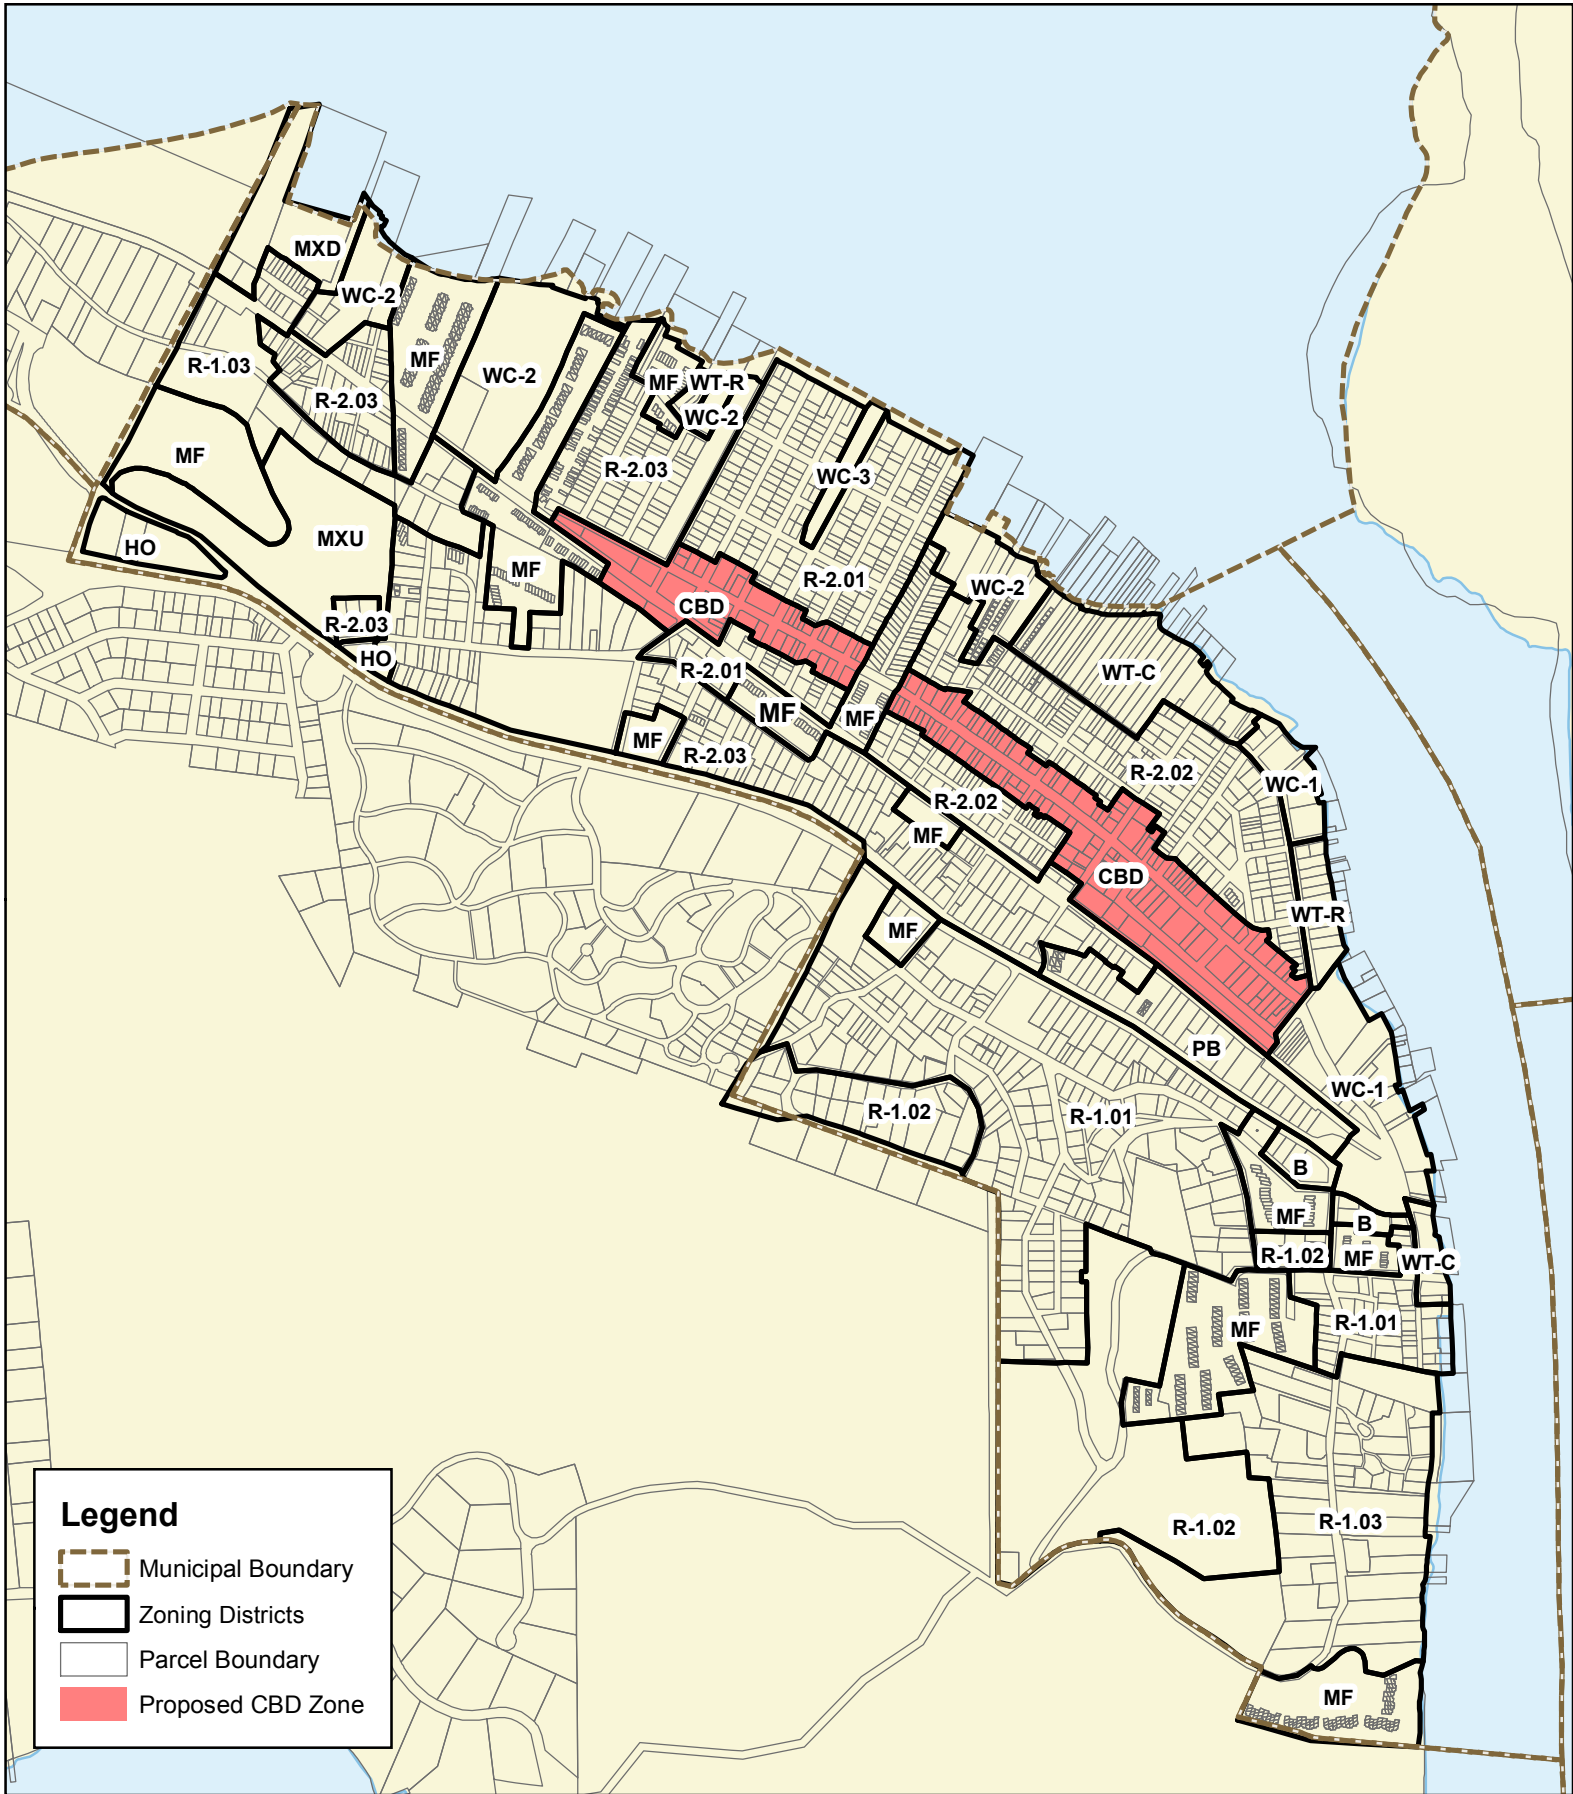 MXD
WC-2
R-1.03
MF
WC-2
R-2.03
MF
WT-R
WC-2
MF
R-2.03
WC-3
MXU
HO
MF
R-2.01
WC-2
CBD
R-2.03
HO
R-2.01
WT-C
MF
MF
MF
R-2.03
R-2.02
WC-1
R-2.02
MF
CBD
WT-R
MF
PB
WC-1
R-1.02
R-1.01
B
MF
B
R-1.02
MF
WT-C
MF
R-1.01
R-1.02
R-1.03
MF
Legend
Municipal Boundary
Zoning Districts
Parcel Boundary
Proposed CBD Zone